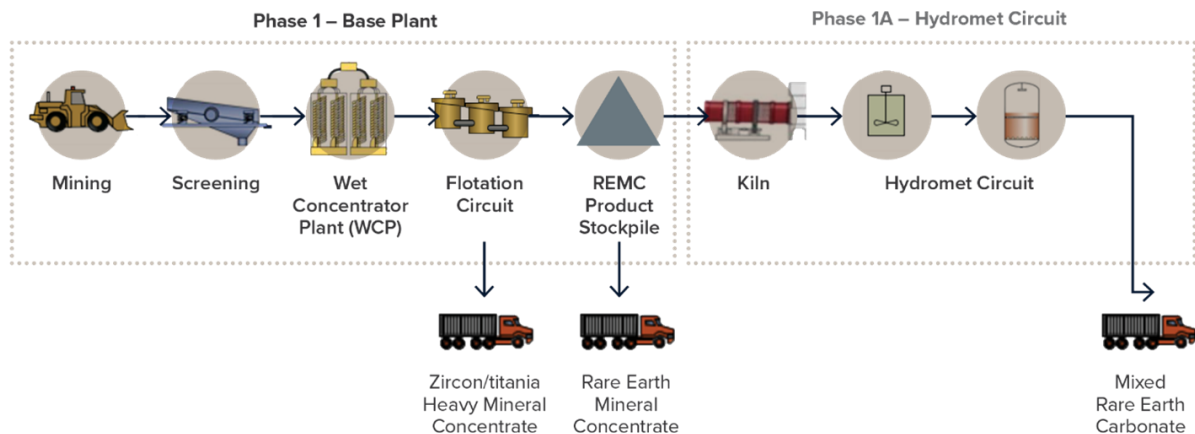 Phase 1 – Base Plant
Phase 1A – Hydromet Circuit
Mining
Screening
Wet
Concentrator
Plant (WCP)
Flotation
Circuit
REMC
Product
Stockpile
Kiln
Hydromet Circuit
Zircon/titania
Heavy Mineral
Concentrate
Rare Earth
Mineral
Concentrate
Mixed
Rare Earth
Carbonate